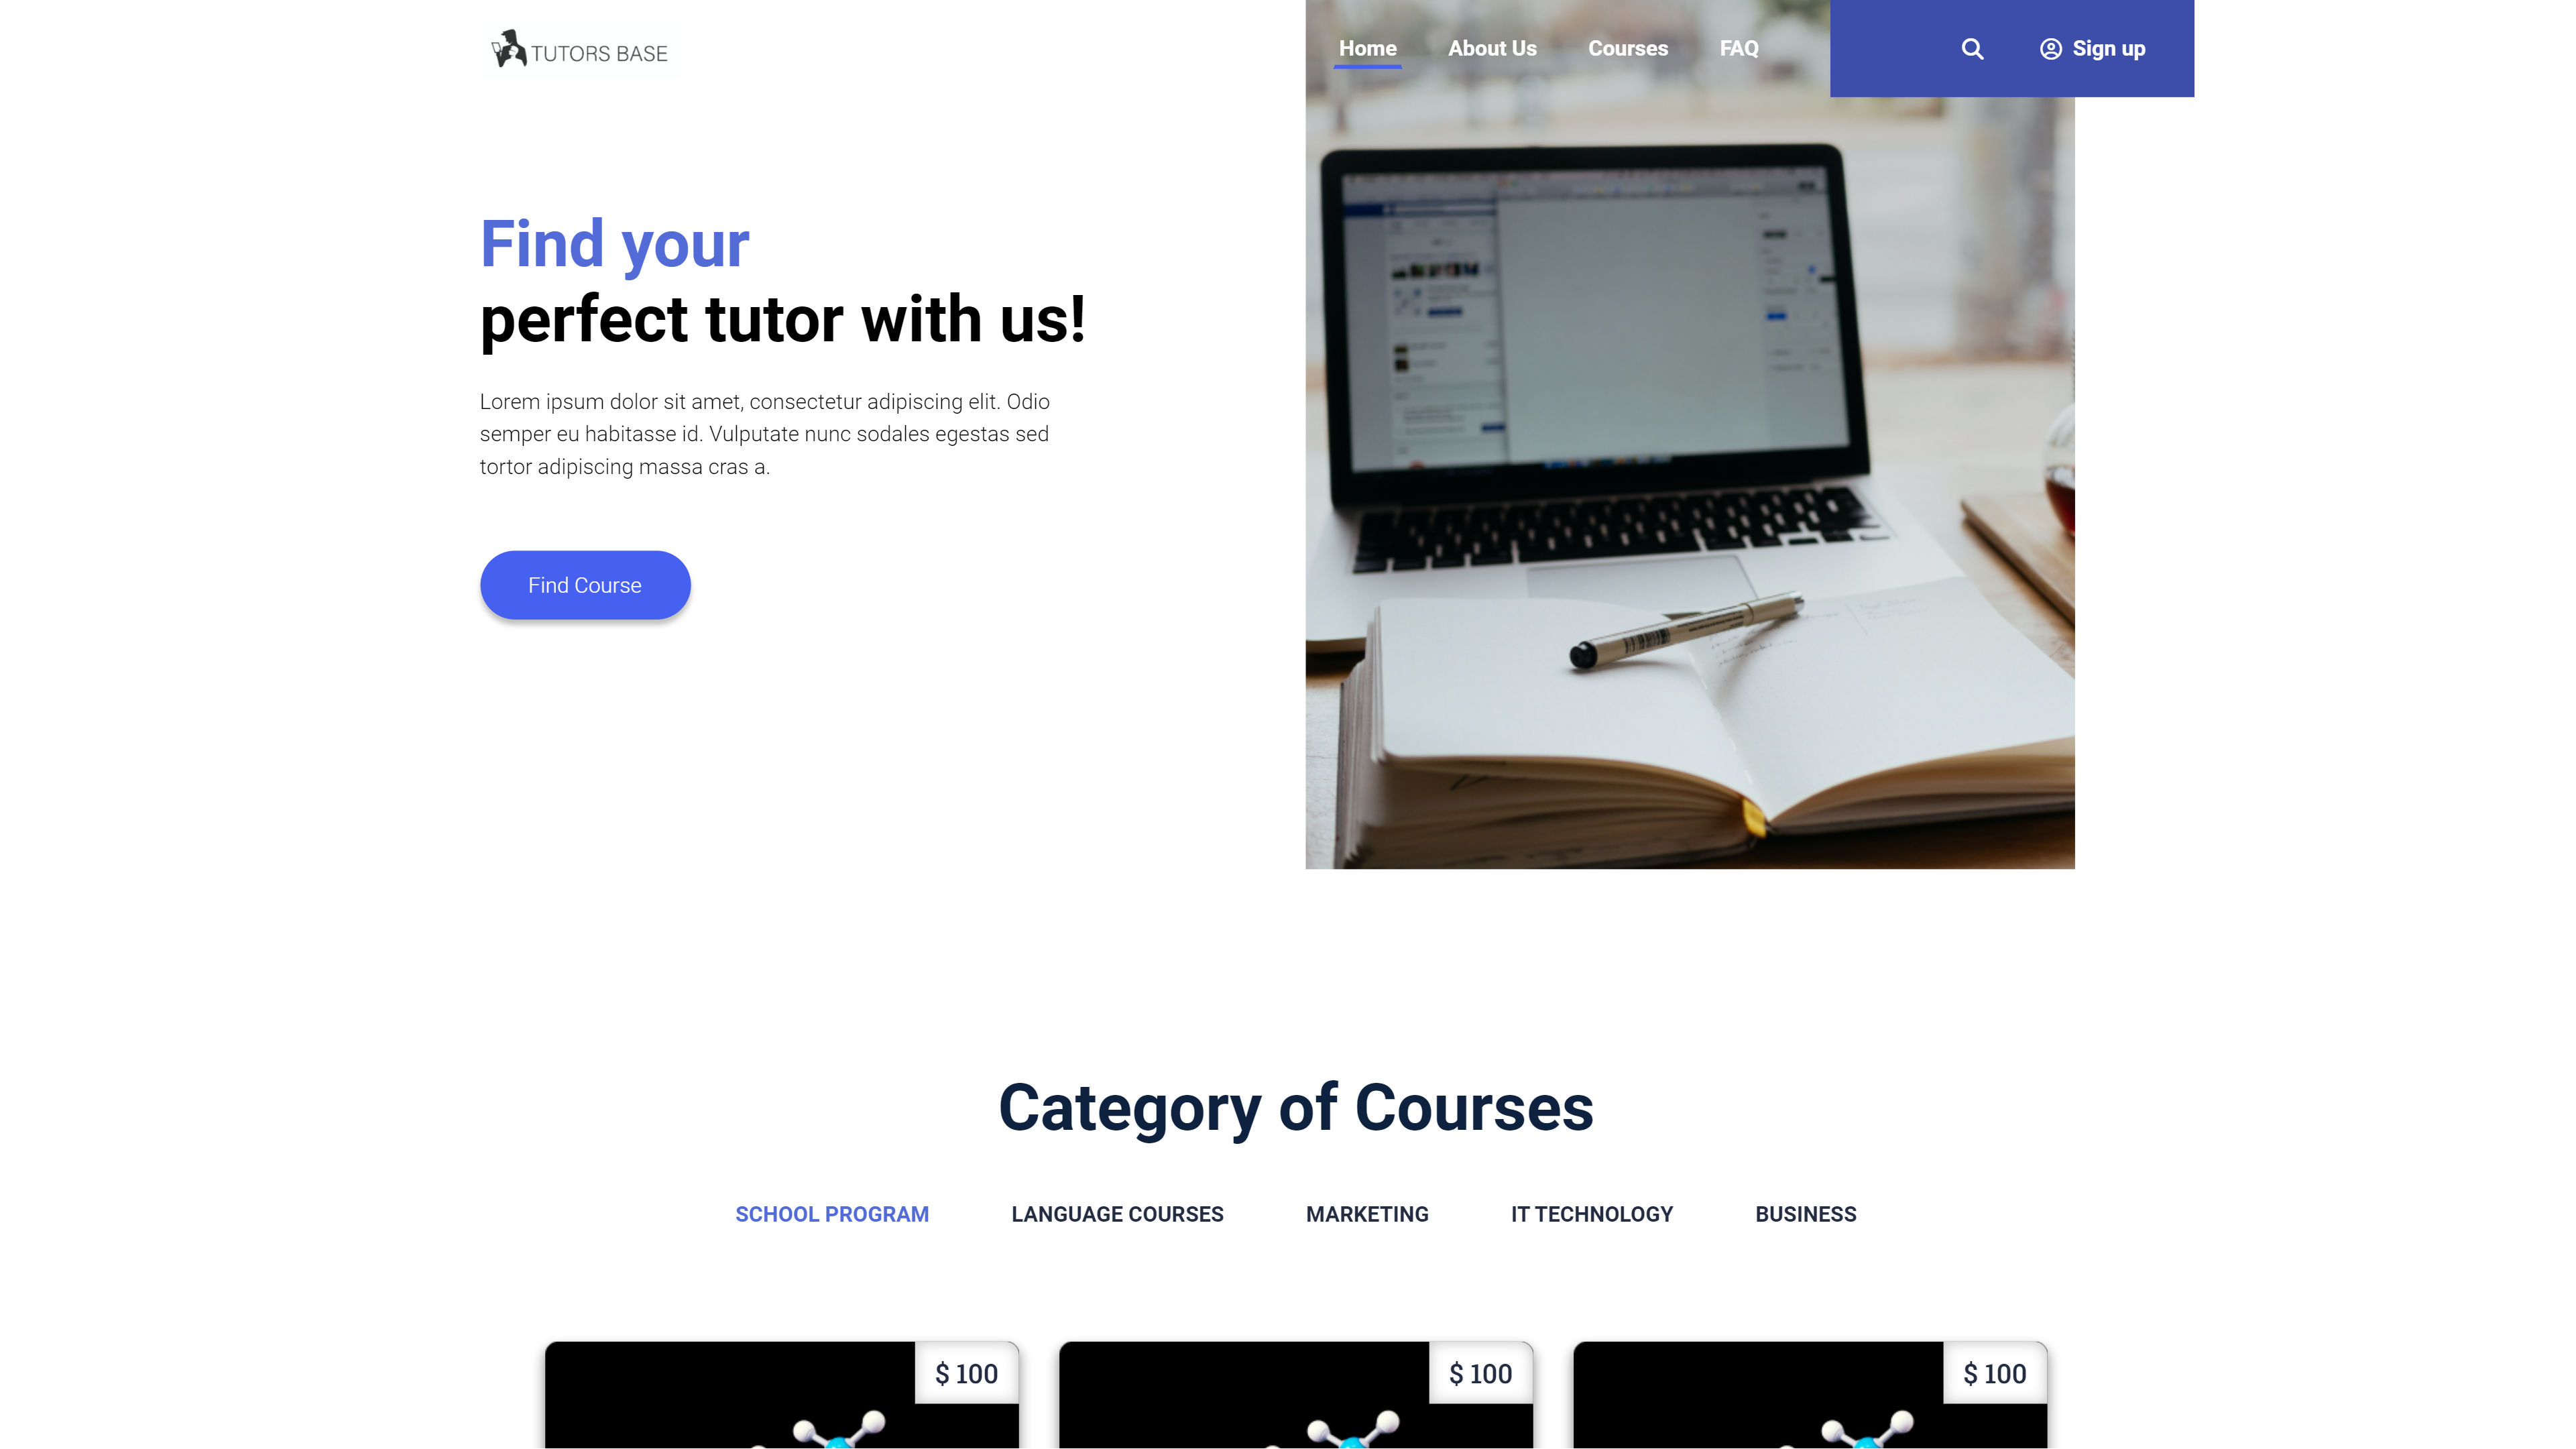 TUTORS BASE
Home About Us Courses FAQ Sign up
Find your
perfect tutor with us!
Lorem ipsum dolor sit amet, consectetur adipiscing elit. Odio
semper eu habitasse id. Vulputate nunc sodales egestas sed
tortor adipiscing massa cras a.
Find Course
Category of Courses
SCHOOL PROGRAM LANGUAGE COURSES MARKETING IT TECHNOLOGY BUSINESS
$ 100 $ 100 $ 100